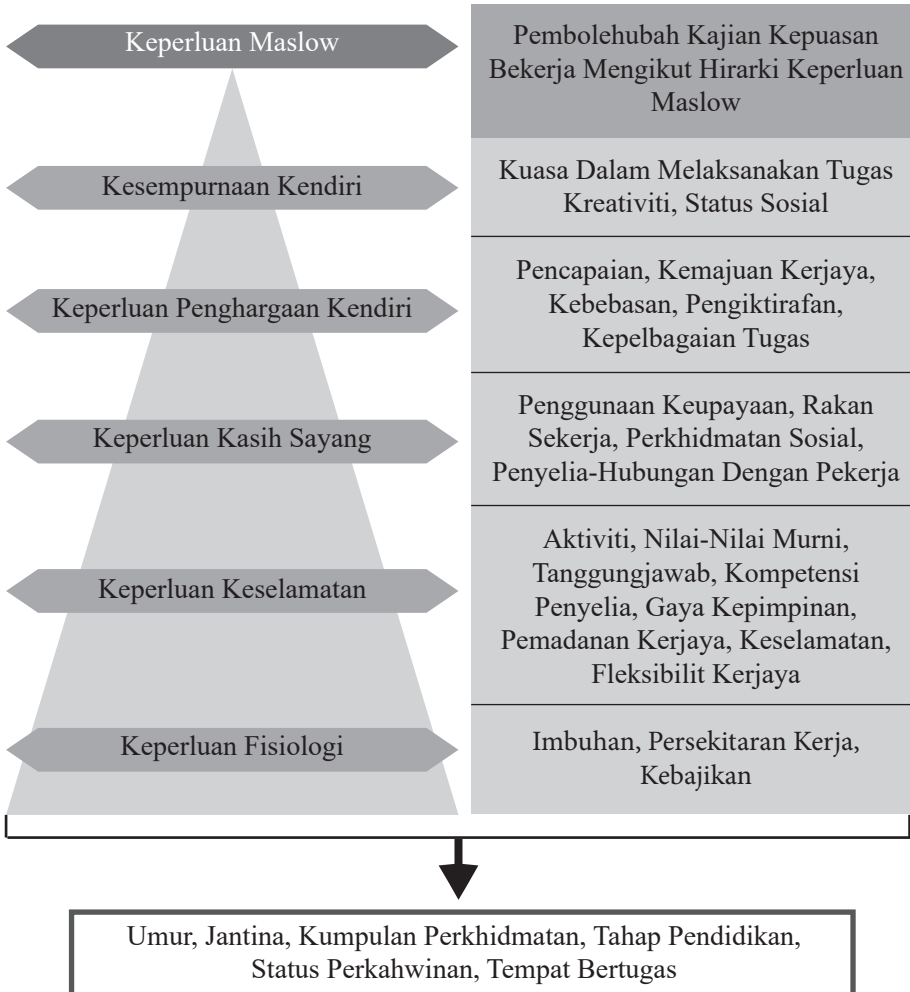 Keperluan Maslow
Pembolehubah Kajian Kepuasan
Bekerja Mengikut Hirarki Keperluan
Maslow
Kesempurnaan Kendiri
Kuasa Dalam Melaksanakan Tugas
Kreativiti, Status Sosial
Keperluan Penghargaan Kendiri
Pencapaian, Kemajuan Kerjaya,
Kebebasan, Pengiktirafan,
Kepelbagaian Tugas
Keperluan Kasih Sayang
Penggunaan Keupayaan, Rakan
Sekerja, Perkhidmatan Sosial,
Penyelia-Hubungan Dengan Pekerja
Keperluan Keselamatan
Aktiviti, Nilai-Nilai Murni,
Tanggungjawab, Kompetensi
Penyelia, Gaya Kepimpinan,
Pemadanan Kerjaya, Keselamatan,
Fleksibilit Kerjaya
Keperluan Fisiologi
Imbuhan, Persekitaran Kerja,
Kebajikan
Umur, Jantina, Kumpulan Perkhidmatan, Tahap Pendidikan,
Status Perkahwinan, Tempat Bertugas